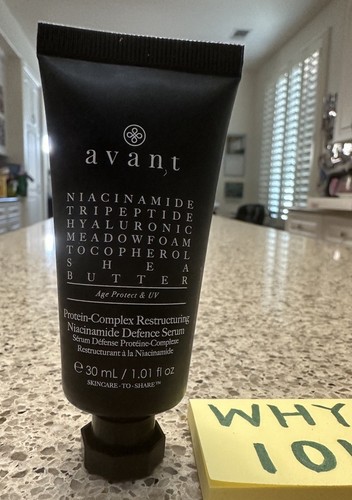 avant
NIACINAMIDE
TRIPEPTIDE
HYALURONIC
MEADOWFOAM
TOCOPHEROL
SHEA
BUTTER
Age Protect & UV
Protein-Complex Restructuring
Niacinamide Defence Serum
Sérum Défense Protéine-Complexe
Restructurant à la Niacinamide
℮ 30 mL / 1.01 fl oz
SKINCARE-TO-SHARE™
WHY